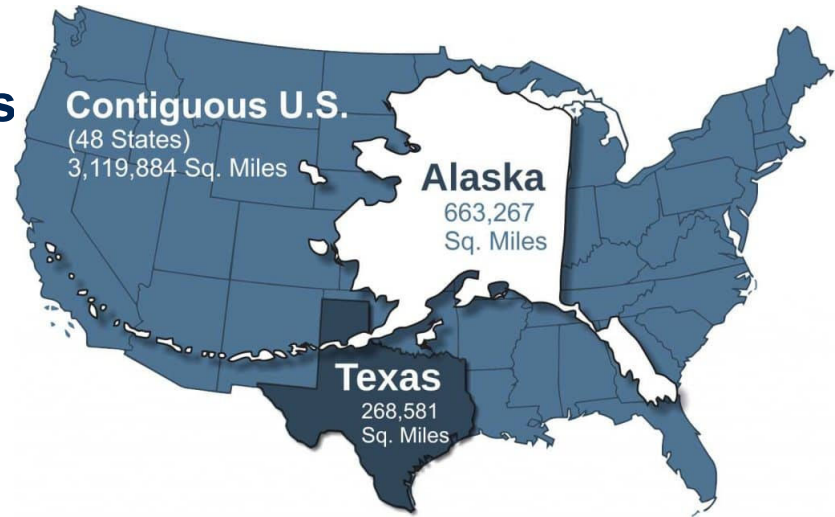 s
Contiguous U.S.
(48 States)
3,119,884 Sq. Miles
Alaska
663,267
Sq. Miles
Texas
268,581
Sq. Miles